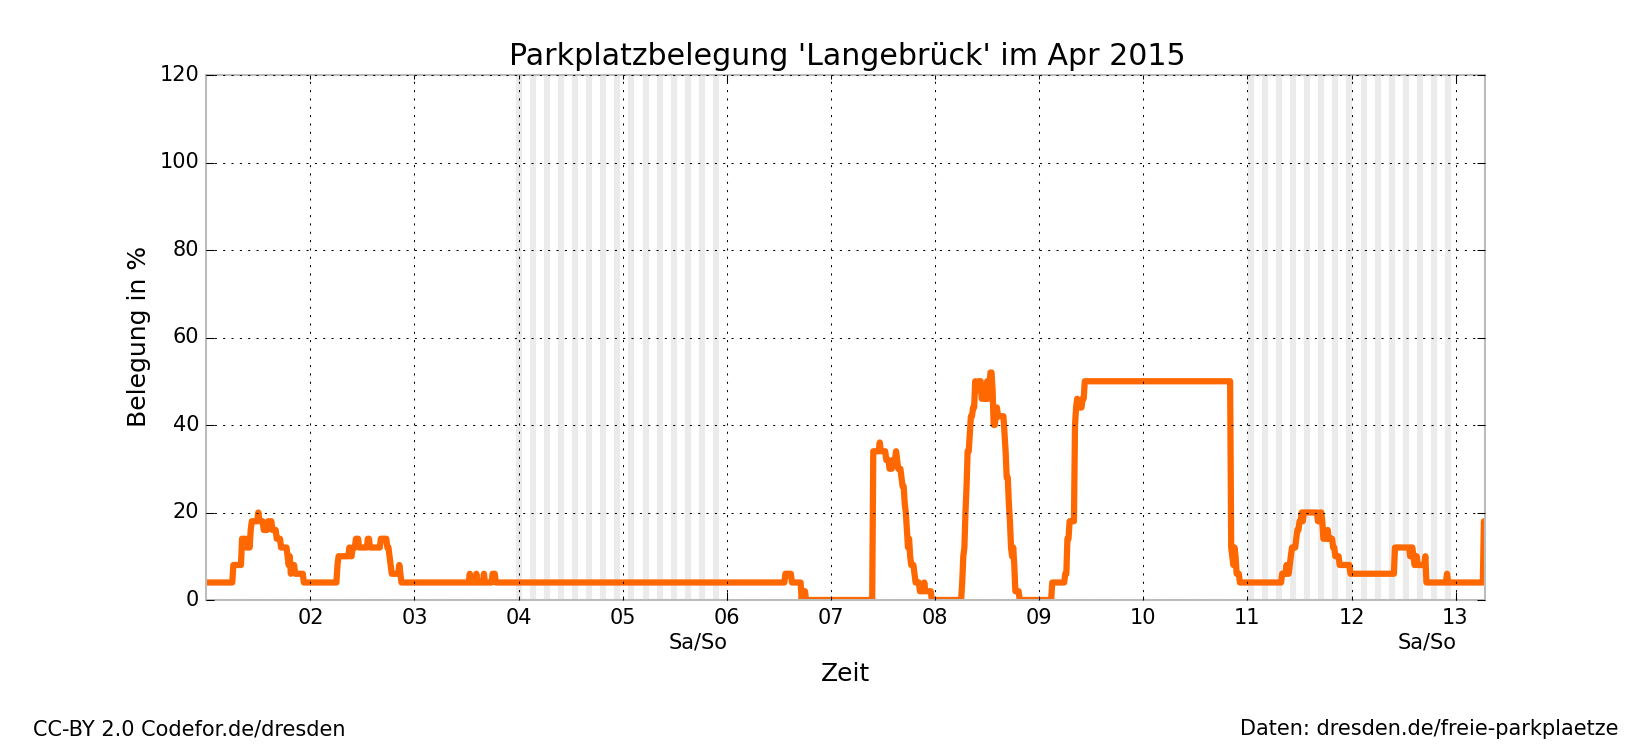 Parkplatzbelegung 'Langebrück' im Apr 2015
120
100
80
60
40
20
0
Belegung in %
02 03 04 05 06 07 08 09 10 11 12 13
Sa/So Sa/So
Zeit
CC-BY 2.0 Codefor.de/dresden
Daten: dresden.de/freie-parkplaetze